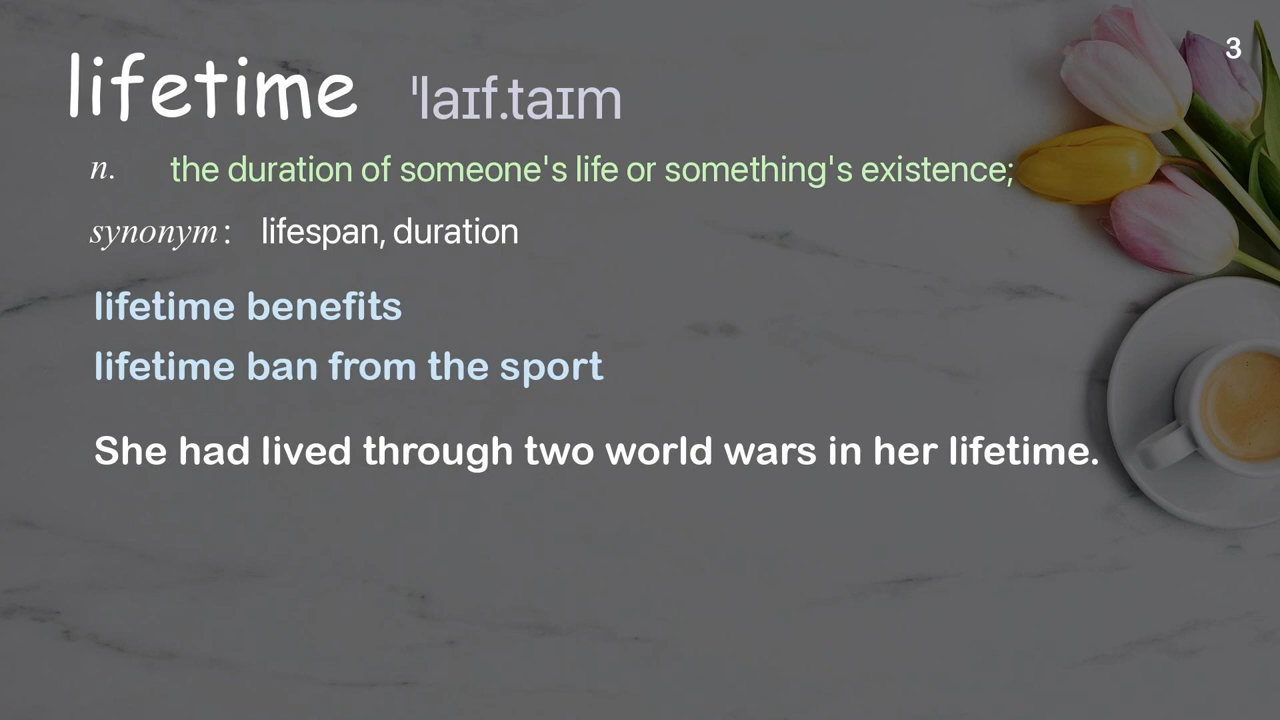 3
lifetime ˈlaɪf.taɪm
n. the duration of someone's life or something's existence;
synonym: lifespan, duration
lifetime benefits
lifetime ban from the sport
She had lived through two world wars in her lifetime.